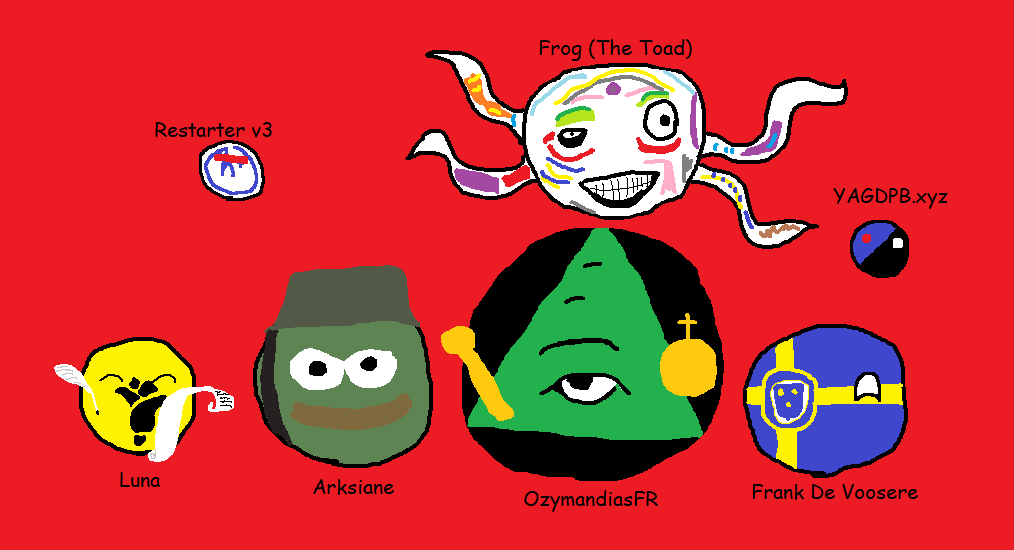 Frog (The Toad)
Restarter v3
YAGDPB.xyz
Luna
Arksiane
OzymandiasFR
Frank De Voosere